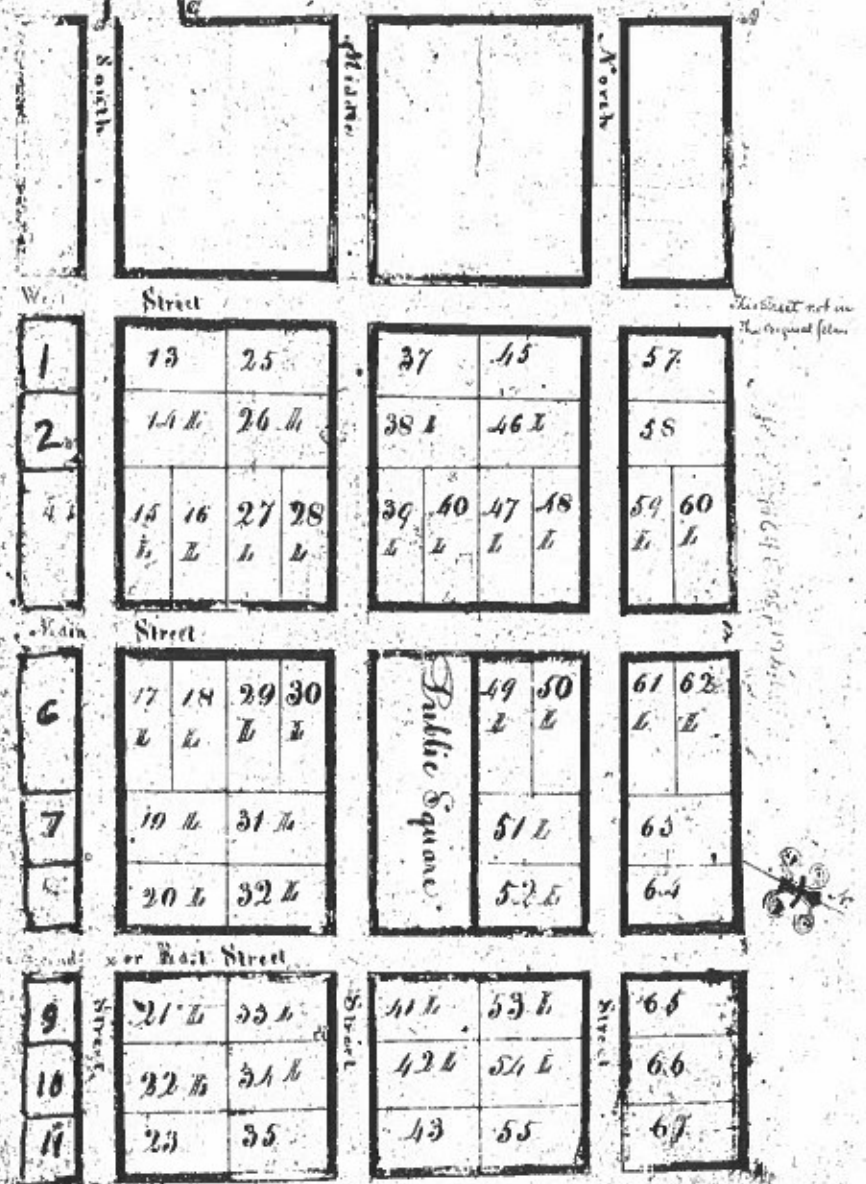 South
Middle
North
West Street
This Street not in
The original plan
1
13 25
37 45
57
2
14 L 26 L
38 L 46 L
58
15 16 27 28
39 40 47 48
59 60
L L L L
L L L L
L L
Main Street
6
17 18 29 30
49 50
61 62
L L L L
L L
L L
Public Square
7
19 L 31 L
51 L
63
20 L 32 L
52 L
64
or East Street
Street
Street
Street
9
21 L 33 L
41 L 53 L
65
10
22 L 34 L
42 L 54 L
66
11
23 35
43 55
67